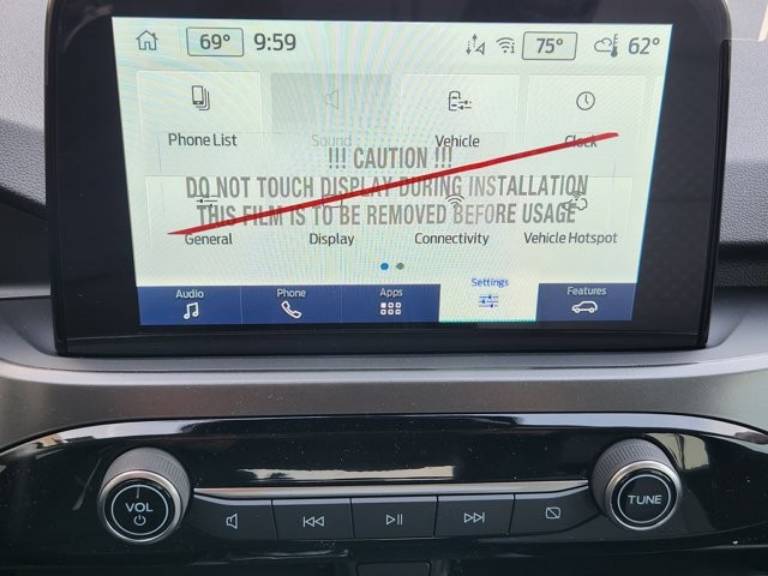 69° 9:59 75° 62°
Phone List Sound Vehicle Clock
!!! CAUTION !!!
DO NOT TOUCH DISPLAY DURING INSTALLATION
THIS FILM IS TO BE REMOVED BEFORE USAGE
General Display Connectivity Vehicle Hotspot
Audio Phone Apps Settings Features
VOL TUNE